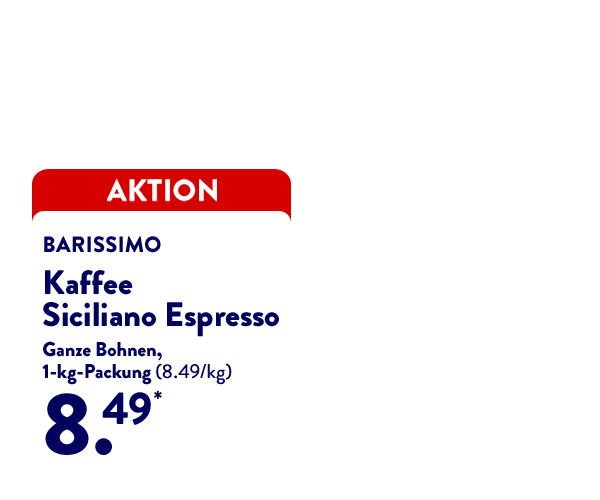 AKTION
BARISSIMO
Kaffee
Siciliano Espresso
Ganze Bohnen,
1-kg-Packung (8.49/kg)
8.49*